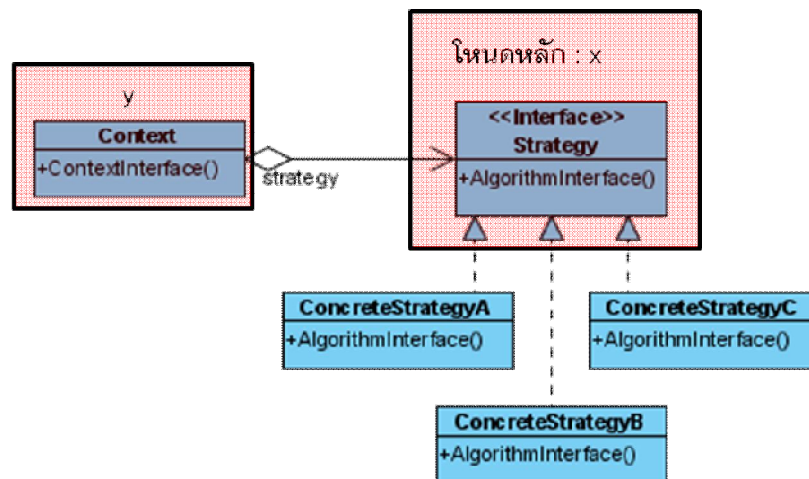 โหนดหลัก : x
y
<<Interface>>
Strategy
+AlgorithmInterface()
Context
+ContextInterface()
strategy
ConcreteStrategyA
+AlgorithmInterface()
ConcreteStrategyC
+AlgorithmInterface()
ConcreteStrategyB
+AlgorithmInterface()